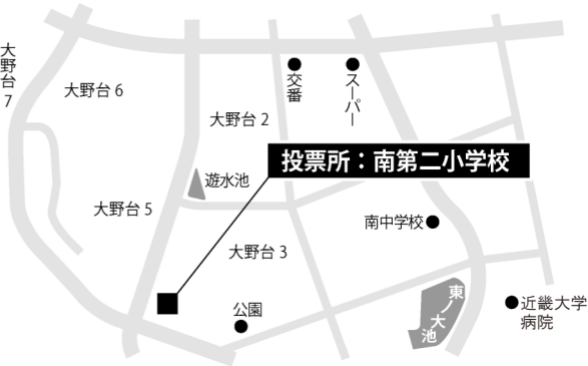 大野台 7
大野台 6
交番
スーパー
大野台 2
投票所：南第二小学校
遊水池
大野台 5
南中学校
大野台 3
公園
東ノ大池
近畿大学
病院